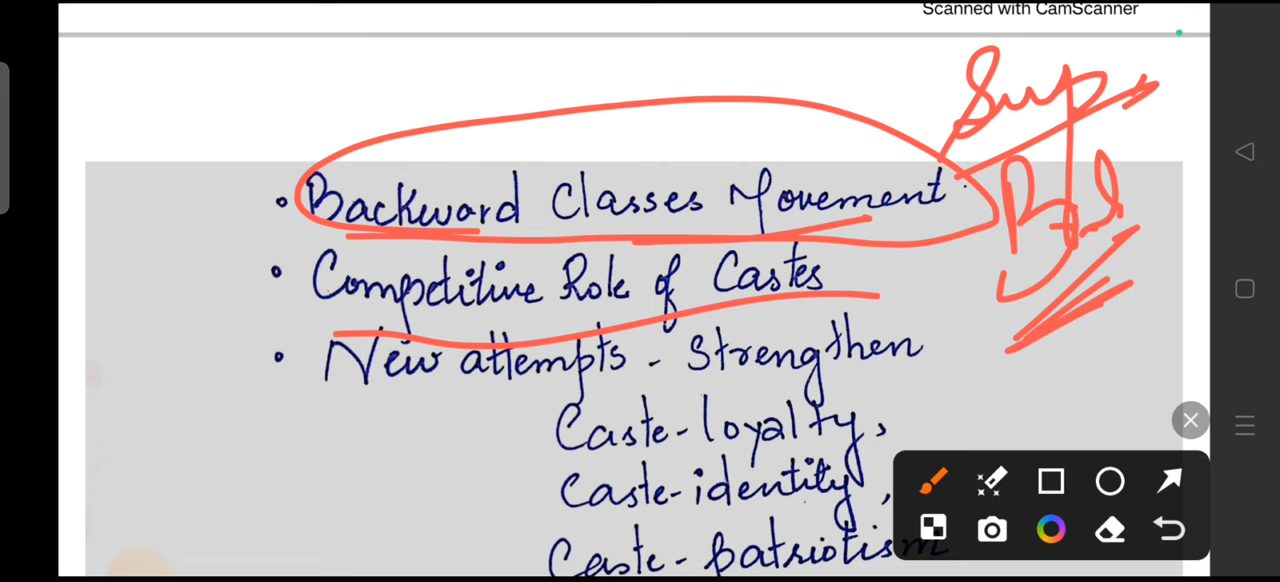 Scanned with CamScanner
Sup
• Backward Classes Movement
• Competitive Role of Castes
• New attempts - Strengthen
Caste-loyalty,
Caste-identity,
Caste-patriotism